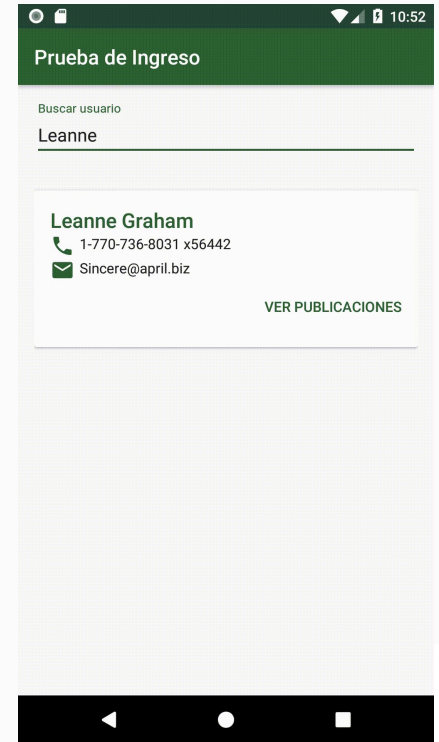 10:52
Prueba de Ingreso
Buscar usuario
Leanne
Leanne Graham
1-770-736-8031 x56442
Sincere@april.biz
VER PUBLICACIONES